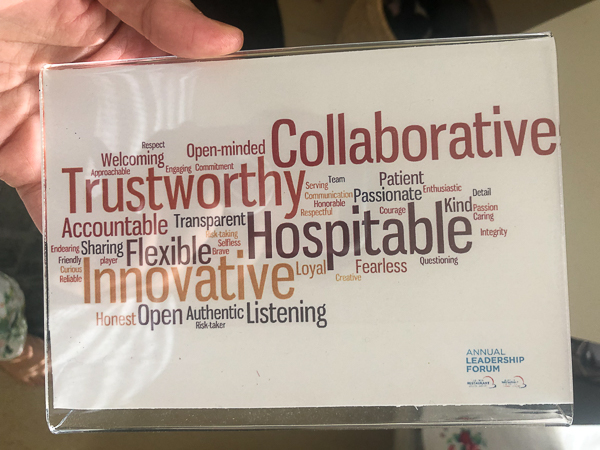 Collaborative
Respect
Open-minded
Welcoming
Approachable
Engaging
Commitment
Trustworthy
Serving
Team
Patient
Enthusiastic
Detail
Communication
Passionate
Honorable
Kind
Passion
Respectful
Courage
Caring
Accountable
Transparent
Hospitable
Integrity
Risk-taking
Selfless
Endearing
Sharing
Flexible
Brave
Friendly
player
Questioning
Curious
Innovative
Loyal
Fearless
Reliable
Creative
Honest
Open
Authentic
Listening
Risk-taker
ANNUAL
LEADERSHIP
FORUM